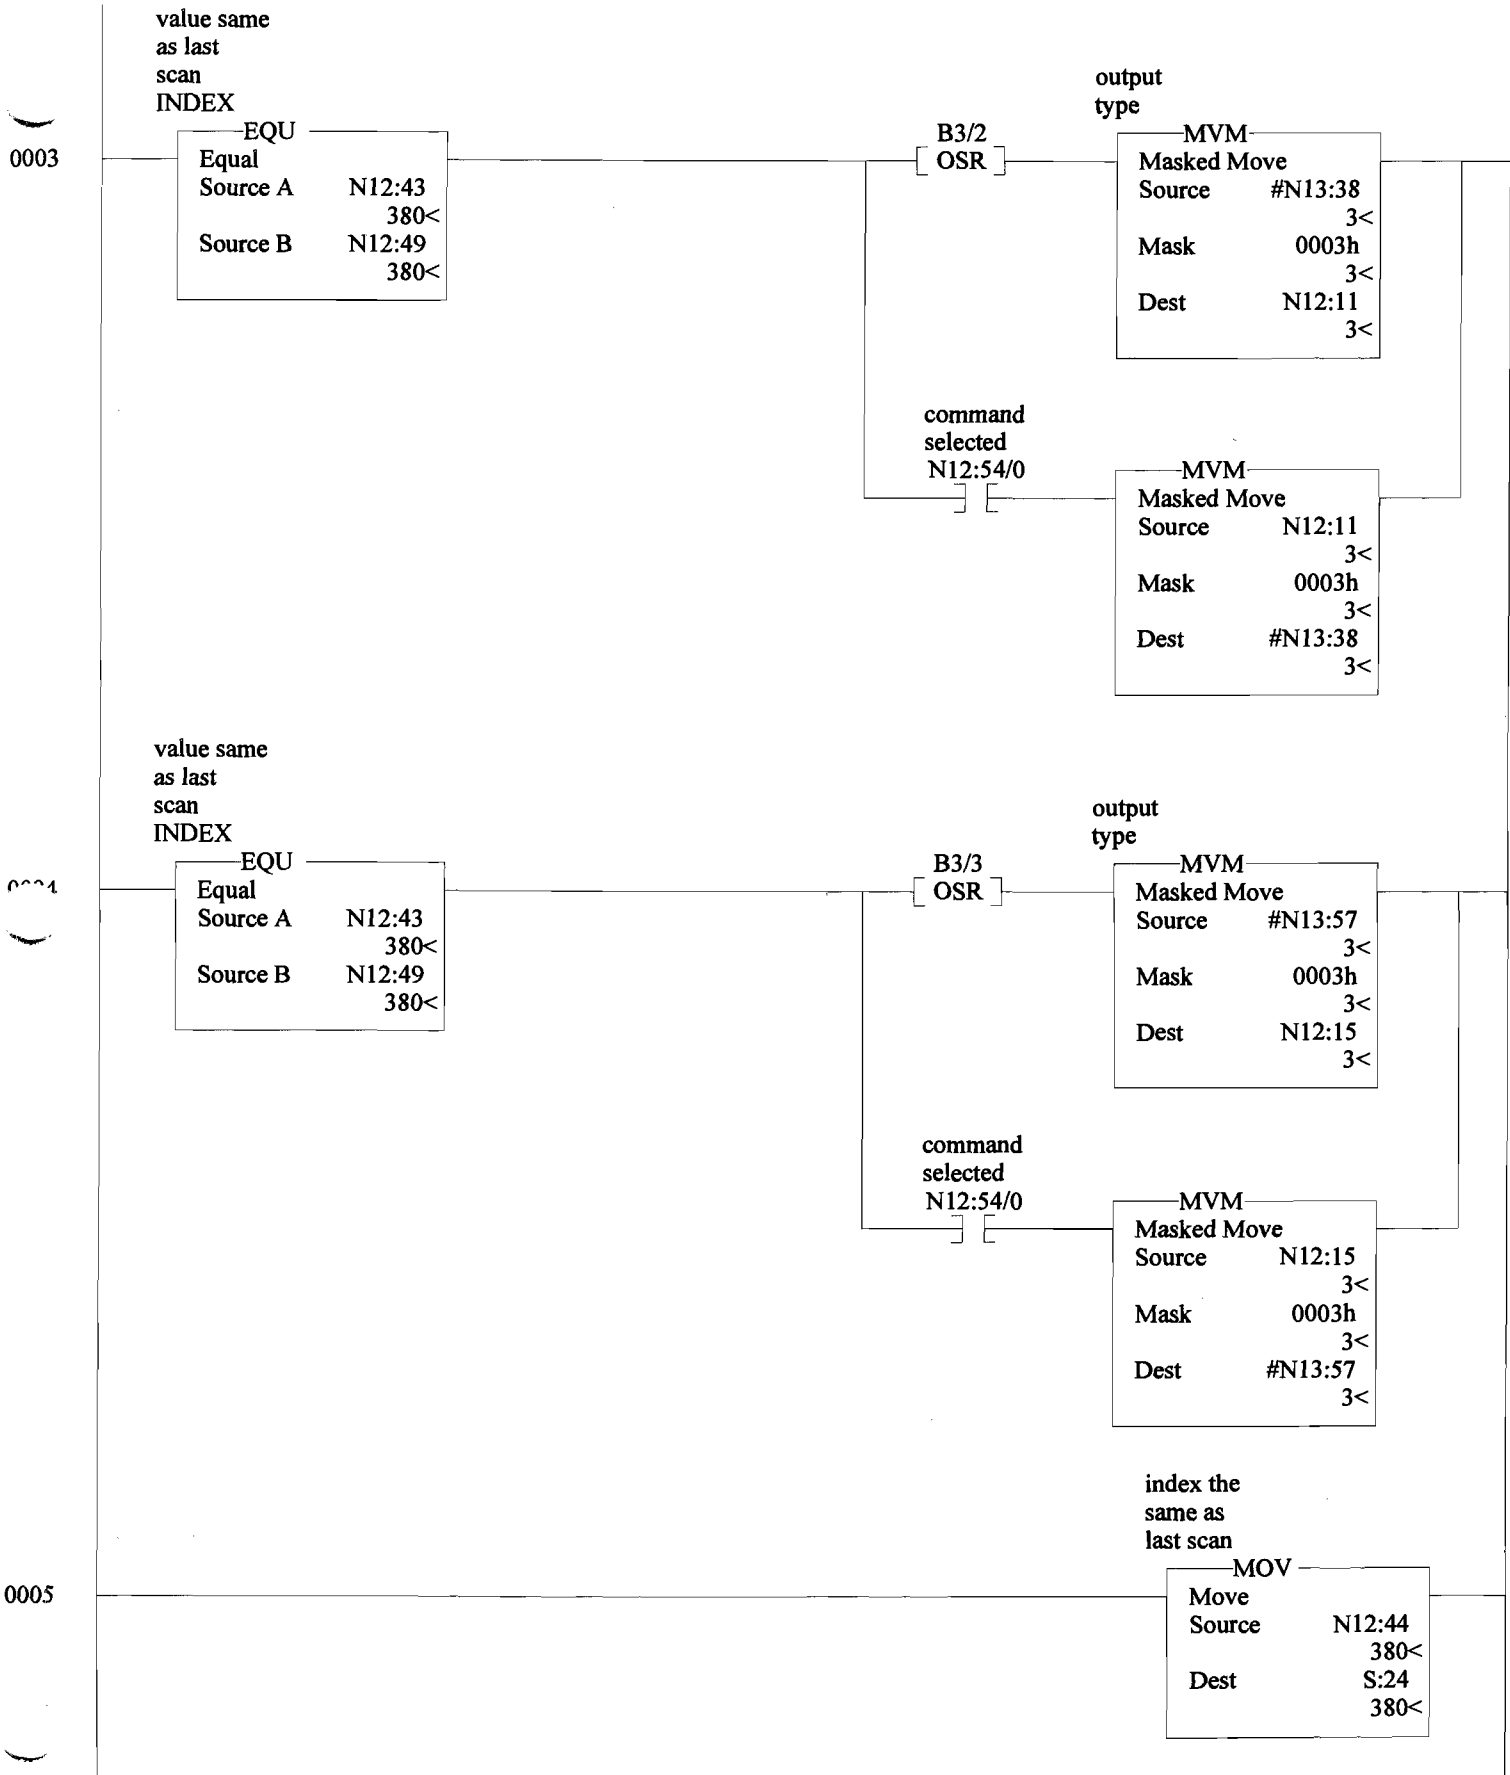 value same
as last
scan
INDEX
output
type
0003
EQU
Equal
Source A N12:43
380<
Source B N12:49
380<
B3/2
OSR
MVM
Masked Move
Source #N13:38
3<
Mask 0003h
3<
Dest N12:11
3<
command
selected
N12:54/0
MVM
Masked Move
Source N12:11
3<
Mask 0003h
3<
Dest #N13:38
3<
value same
as last
scan
INDEX
output
type
EQU
Equal
Source A N12:43
380<
Source B N12:49
380<
B3/3
OSR
MVM
Masked Move
Source #N13:57
3<
Mask 0003h
3<
Dest N12:15
3<
command
selected
N12:54/0
MVM
Masked Move
Source N12:15
3<
Mask 0003h
3<
Dest #N13:57
3<
index the
same as
last scan
0005
MOV
Move
Source N12:44
380<
Dest S:24
380<